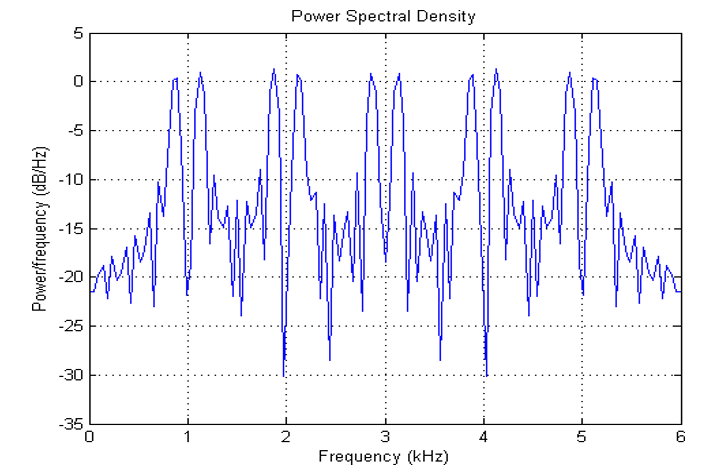 Power Spectral Density
Power/frequency (dB/Hz)
5
0
-5
-10
-15
-20
-25
-30
-35
0 1 2 3 4 5 6
Frequency (kHz)